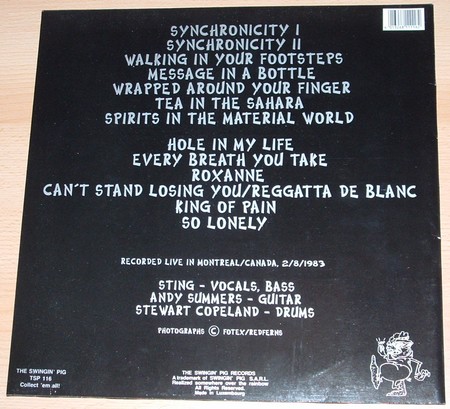 SYNCHRONICITY I
SYNCHRONICITY II
WALKING IN YOUR FOOTSTEPS
MESSAGE IN A BOTTLE
WRAPPED AROUND YOUR FINGER
TEA IN THE SAHARA
SPIRITS IN THE MATERIAL WORLD
HOLE IN MY LIFE
EVERY BREATH YOU TAKE
ROXANNE
CAN'T STAND LOSING YOU/REGGATTA DE BLANC
KING OF PAIN
SO LONELY
RECORDED LIVE IN MONTREAL/CANADA, 2/8/1983
STING - VOCALS, BASS
ANDY SUMMERS - GUITAR
STEWART COPELAND - DRUMS
PHOTOGRAPHS © FOTEX/REDFERNS
THE SWINGIN' PIG
TSP 116
Collect 'em all!
THE SWINGIN' PIG RECORDS
A trademark of SWINGIN' PIG S.A.R.L.
Realized somewhere over the rainbow
All Rights Reserved.
Made in Luxembourg